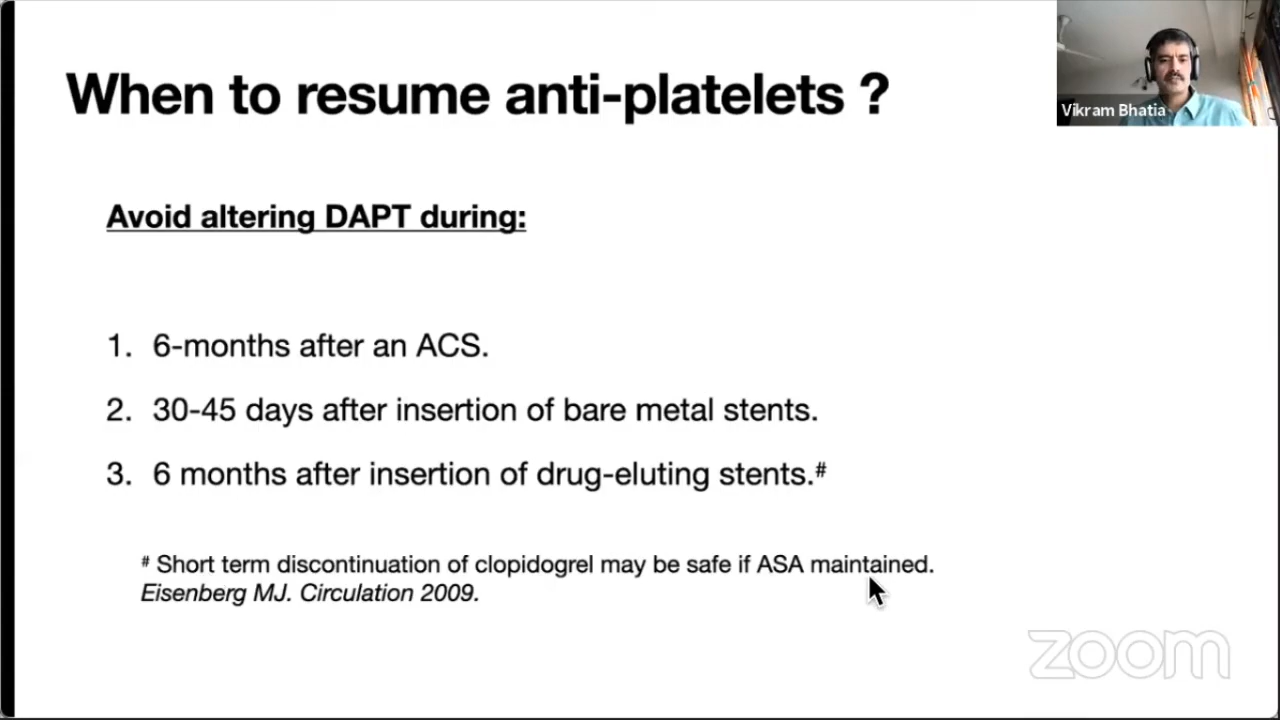 When to resume anti-platelets ?
Vikram Bhatia
Avoid altering DAPT during:
1. 6-months after an ACS.
2. 30-45 days after insertion of bare metal stents.
3. 6 months after insertion of drug-eluting stents.#
# Short term discontinuation of clopidogrel may be safe if ASA maintained.
Eisenberg MJ. Circulation 2009.
zoom